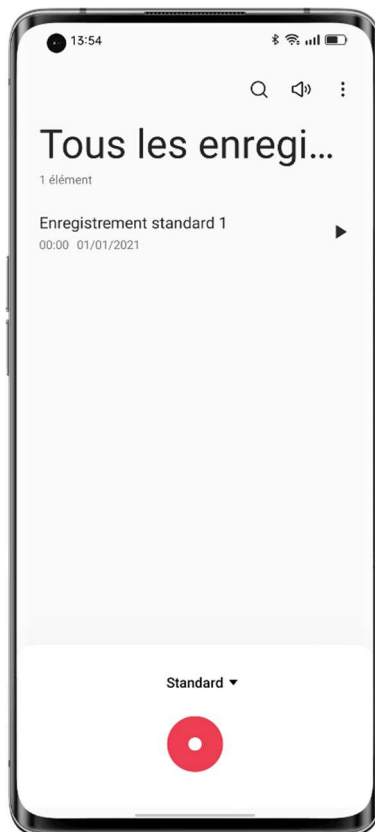 13:54
Tous les enregi...
1 élément
Enregistrement standard 1
00:00 01/01/2021
Standard